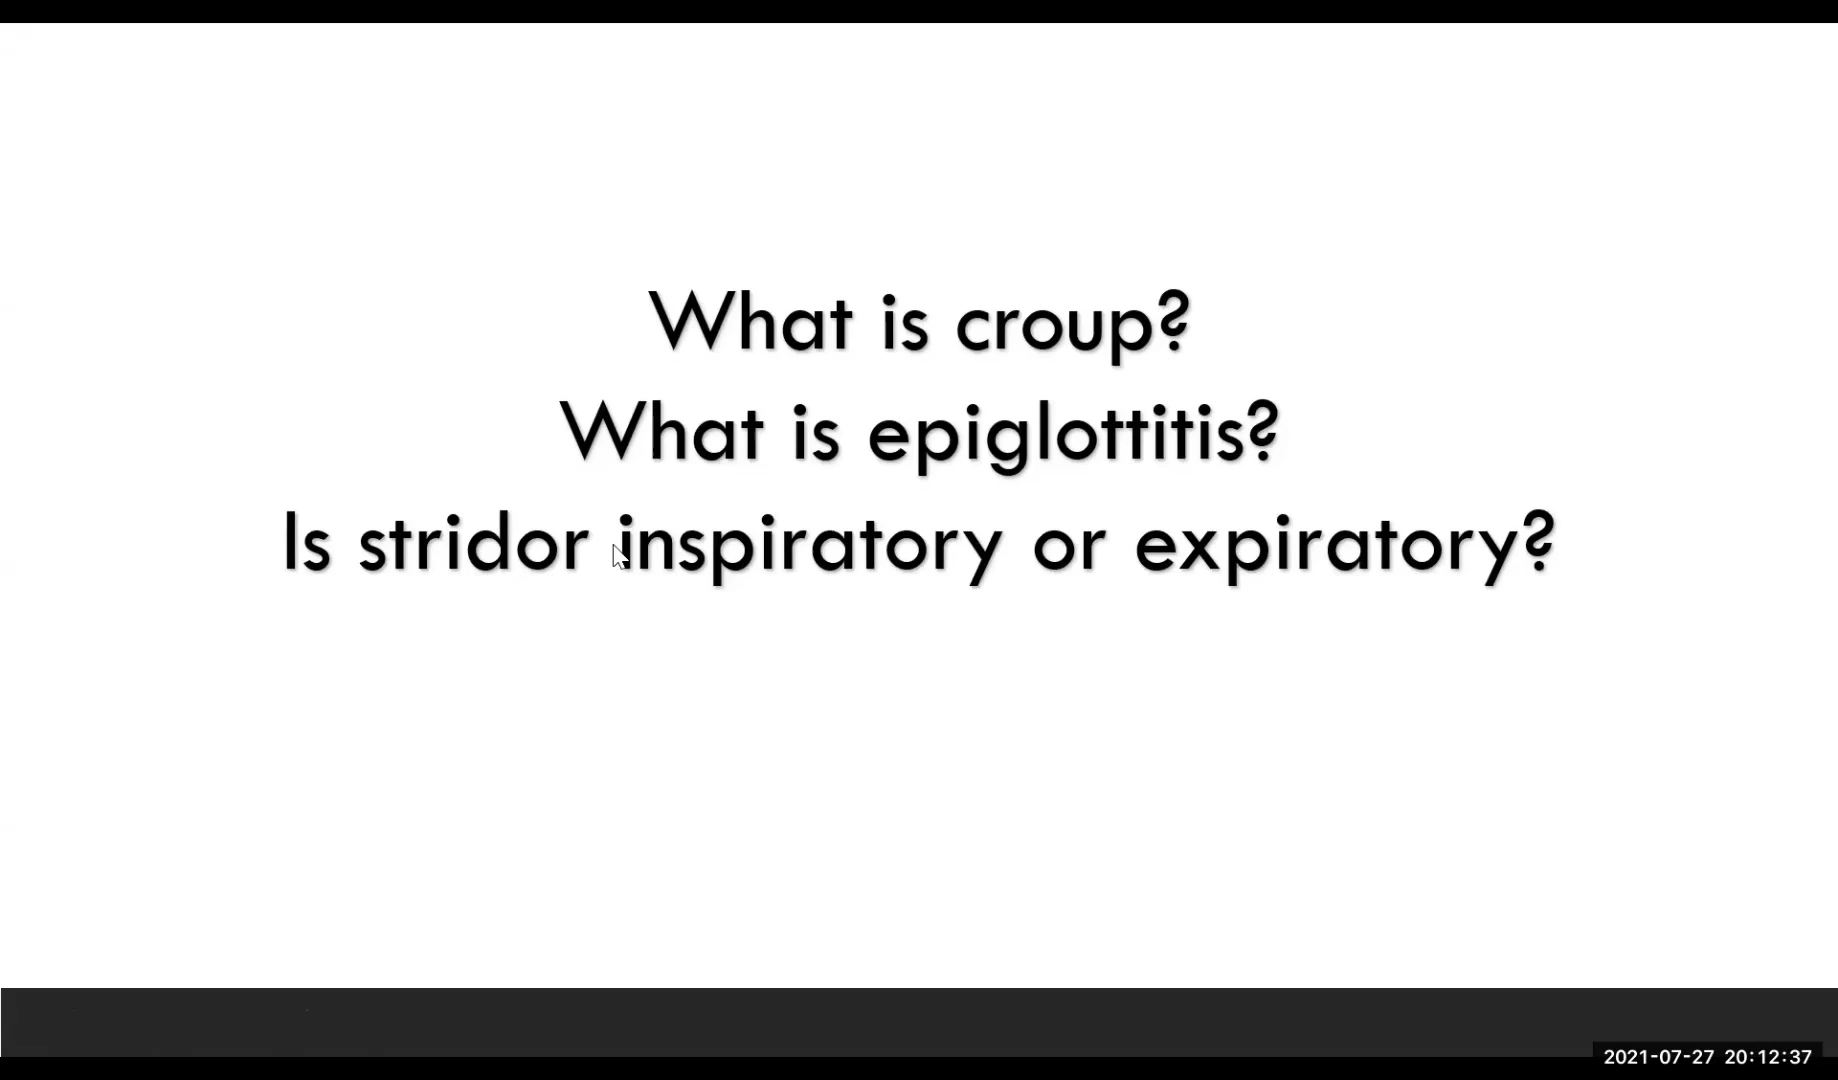 What is croup?
What is epiglottitis?
Is stridor inspiratory or expiratory?
2021-07-27 20:12:37